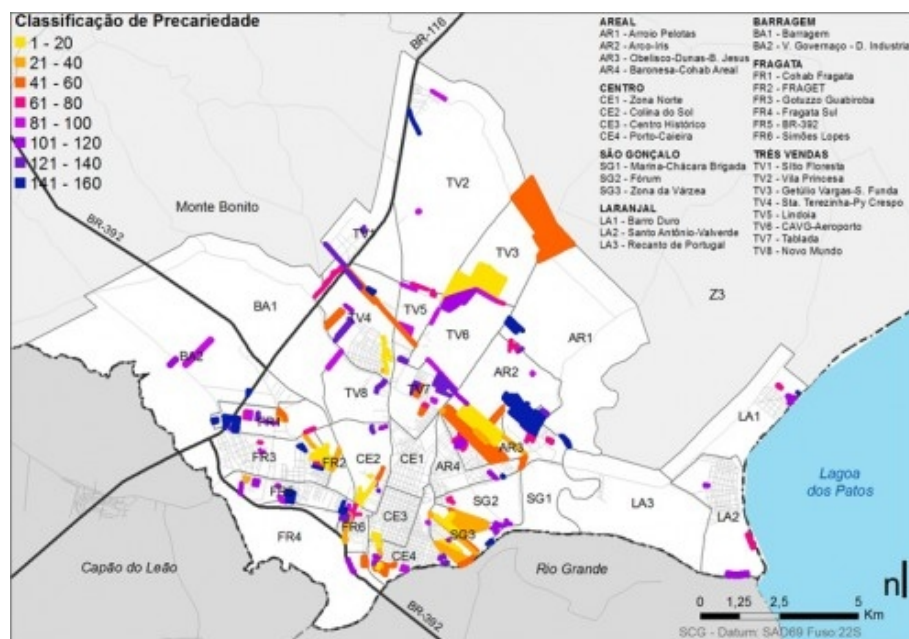 Classificação de Precariedade
1 - 20
21 - 40
41 - 60
61 - 80
81 - 100
101 - 120
121 - 140
141 - 160
AREAL
AR1 - Arroio Pelotas
AR2 - Arco-Iris
AR3 - Obelisco-Dunas-B. Jesus
AR4 - Baronesa-Cohab Areal
CENTRO
CE1 - Zona Norte
CE2 - Colina do Sol
CE3 - Centro Histórico
CE4 - Porto-Caieira
SÃO GONÇALO
SG1 - Marina-Chácara Brigada
SG2 - Fórum
SG3 - Zona da Várzea
LARANJAL
LA1 - Barro Duro
LA2 - Santo Antônio-Valverde
LA3 - Recanto de Portugal
BARRAGEM
BA1 - Barragem
BA2 - V. Governaço - D. Industria
FRAGATA
FR1 - Cohab Fragata
FR2 - FRAGET
FR3 - Gotuzzo Guabiroba
FR4 - Fragata Sul
FR5 - BR-392
FR6 - Simões Lopes
TRÊS VENDAS
TV1 - Sítio Floresta
TV2 - Vila Princesa
TV3 - Getúlio Vargas-S. Funda
TV4 - Sta. Terezinha-Py Crespo
TV5 - Lindoia
TV6 - CAVG-Aeroporto
TV7 - Tablada
TV8 - Novo Mundo
BR-116
TV2
Monte Bonito
BR-392
TV3
Z3
BA1
TV5
TV4
TV6
AR1
BA2
AR2
TV8
TV7
LA1
FR3
FR2
CE2
CE1
AR4
AR3
Lagoa
dos Patos
SG2
SG1
LA3
LA2
FR4
FR6
CE3
SG3
CE4
Capão do Leão
Rio Grande
BR-392
n
0 1,25 2,5 5
Km
SCG - Datum: SAD69 Fuso:22S